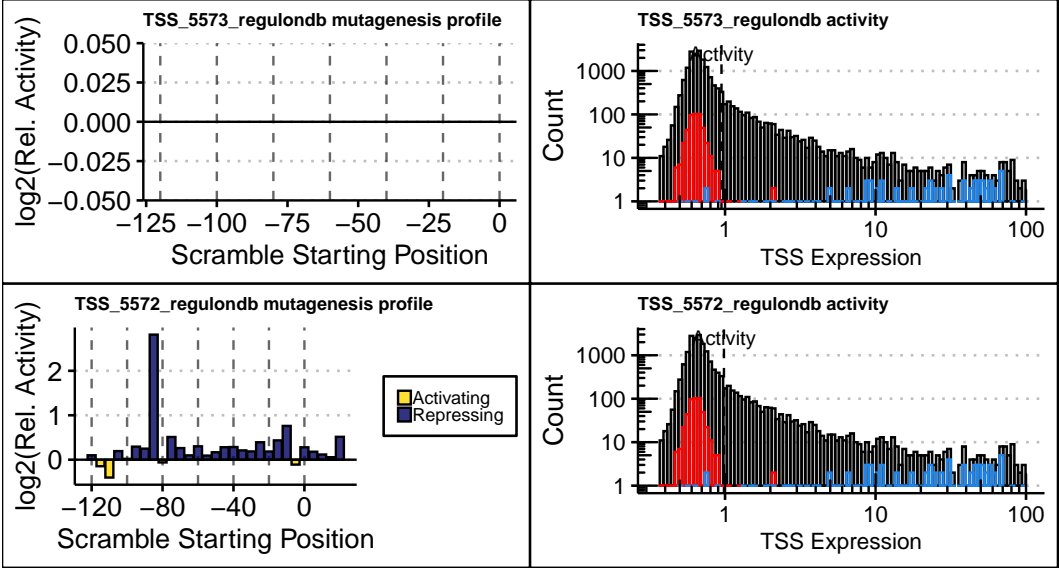 TSS_5573_regulondb mutagenesis profile
log2(Rel. Activity)
0.050
0.025
0.000
−0.025
−0.050
−125 −100 −75 −50 −25 0
Scramble Starting Position
TSS_5573_regulondb activity
Activity
Count
1000
100
10
1
1 10 100
TSS Expression
TSS_5572_regulondb mutagenesis profile
log2(Rel. Activity)
2
1
0
−120 −80 −40 0
Scramble Starting Position
Activating
Repressing
TSS_5572_regulondb activity
Activity
Count
1000
100
10
1
1 10 100
TSS Expression